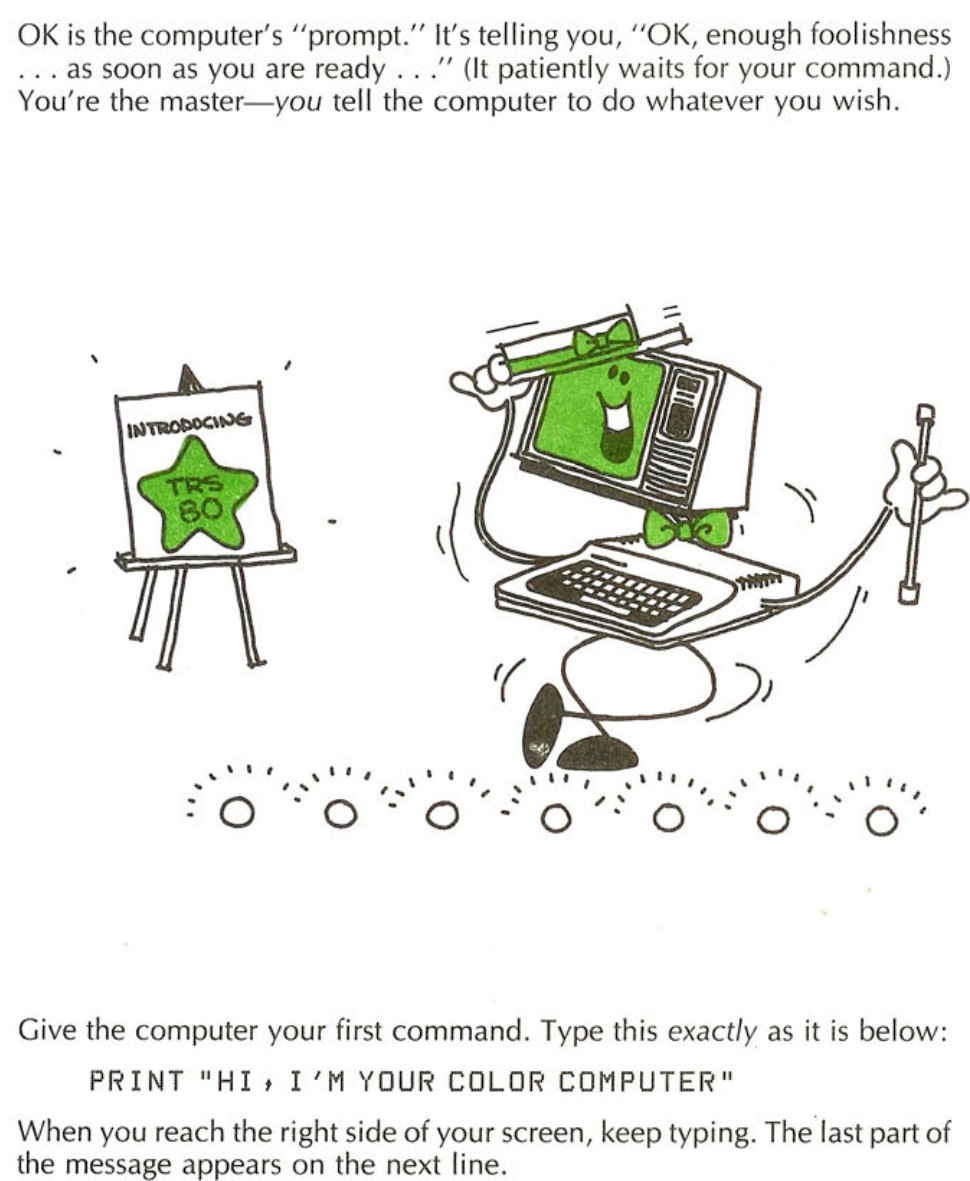 OK is the computer's "prompt." It's telling you, "OK, enough foolishness
. . . as soon as you are ready . . ." (It patiently waits for your command.)
You're the master—you tell the computer to do whatever you wish.
INTRODOCING
TRS
80
Give the computer your first command. Type this exactly as it is below:
PRINT "HI, I'M YOUR COLOR COMPUTER"
When you reach the right side of your screen, keep typing. The last part of
the message appears on the next line.